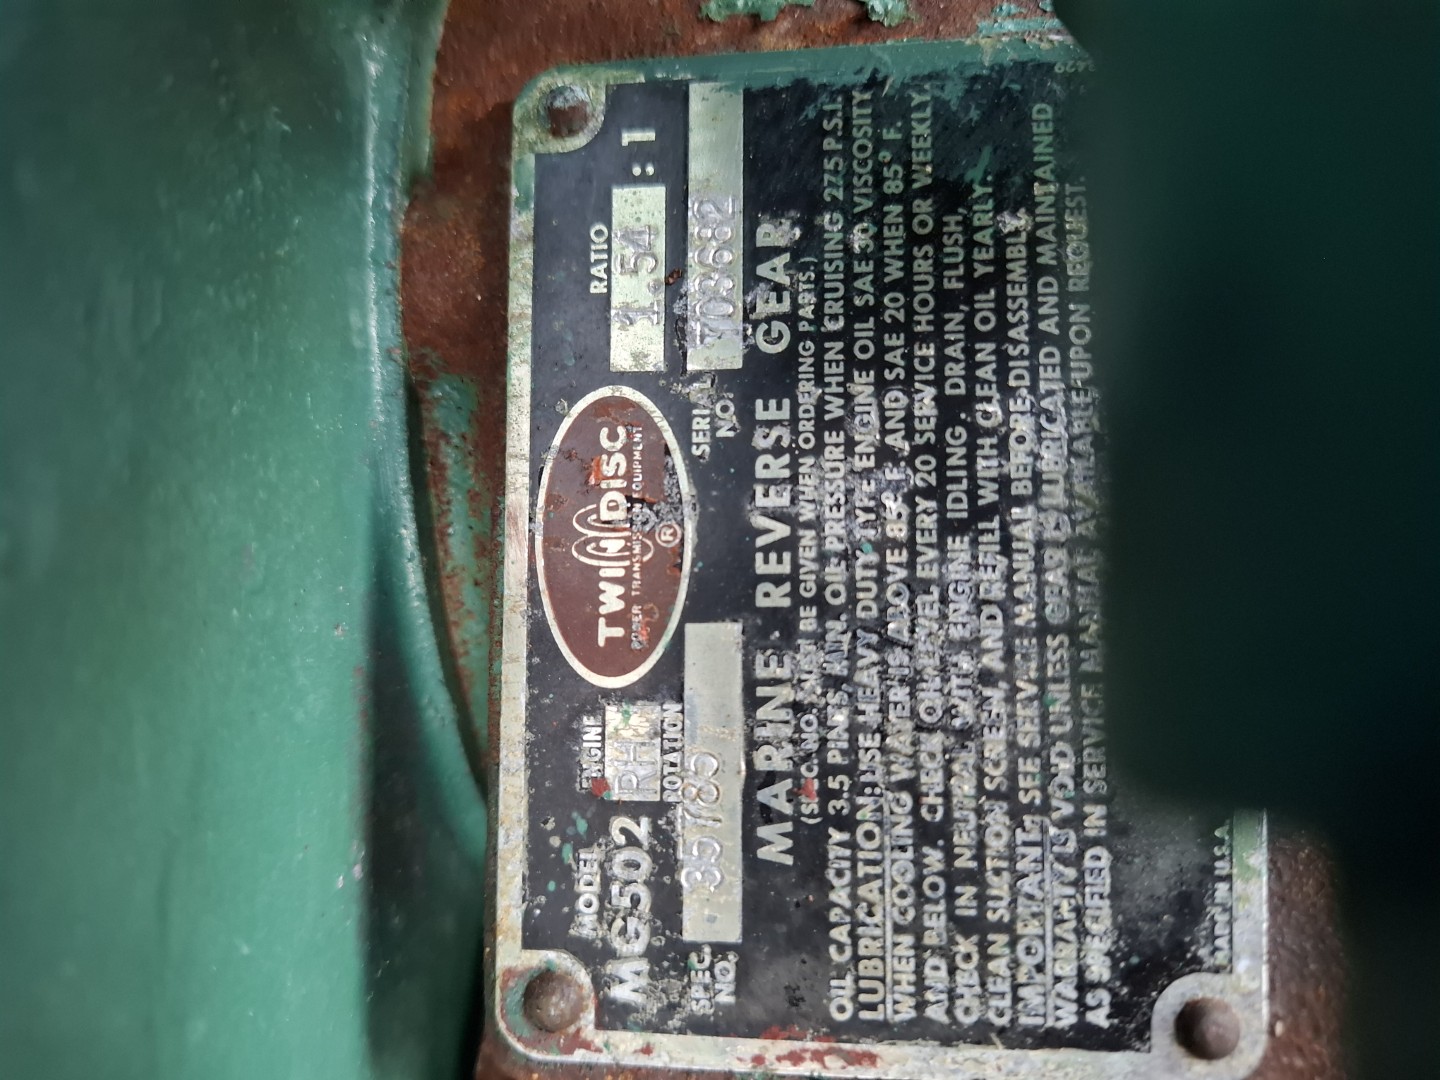 MODEL
MG502
ENGINE
RH
ROTATION
TWIN DISC
POWER TRANSMISSION EQUIPMENT
®
RATIO
1.54 : 1
SPEC. NO. 35785
SERIAL NO. 703682
MARINE REVERSE GEAR
(SPEC. NO. MUST BE GIVEN WHEN ORDERING PARTS.)
OIL CAPACITY 3.5 PINTS, MIN. OIL PRESSURE WHEN CRUISING 275 P.S.I.
LUBRICATION: USE HEAVY DUTY TYPE ENGINE OIL SAE 30 VISCOSITY
WHEN COOLING WATER IS ABOVE 85° F. AND SAE 20 WHEN 85° F.
AND BELOW. CHECK OIL LEVEL EVERY 20 SERVICE HOURS OR WEEKLY.
CHECK IN NEUTRAL WITH ENGINE IDLING. DRAIN, FLUSH,
CLEAN SUCTION SCREEN, AND REFILL WITH CLEAN OIL YEARLY.
IMPORTANT: SEE SERVICE MANUAL BEFORE DISASSEMBLY.
WARRANTY IS VOID UNLESS GEAR IS LUBRICATED AND MAINTAINED
AS SPECIFIED IN SERVICE MANUAL AVAILABLE UPON REQUEST.
MADE IN U.S.A.